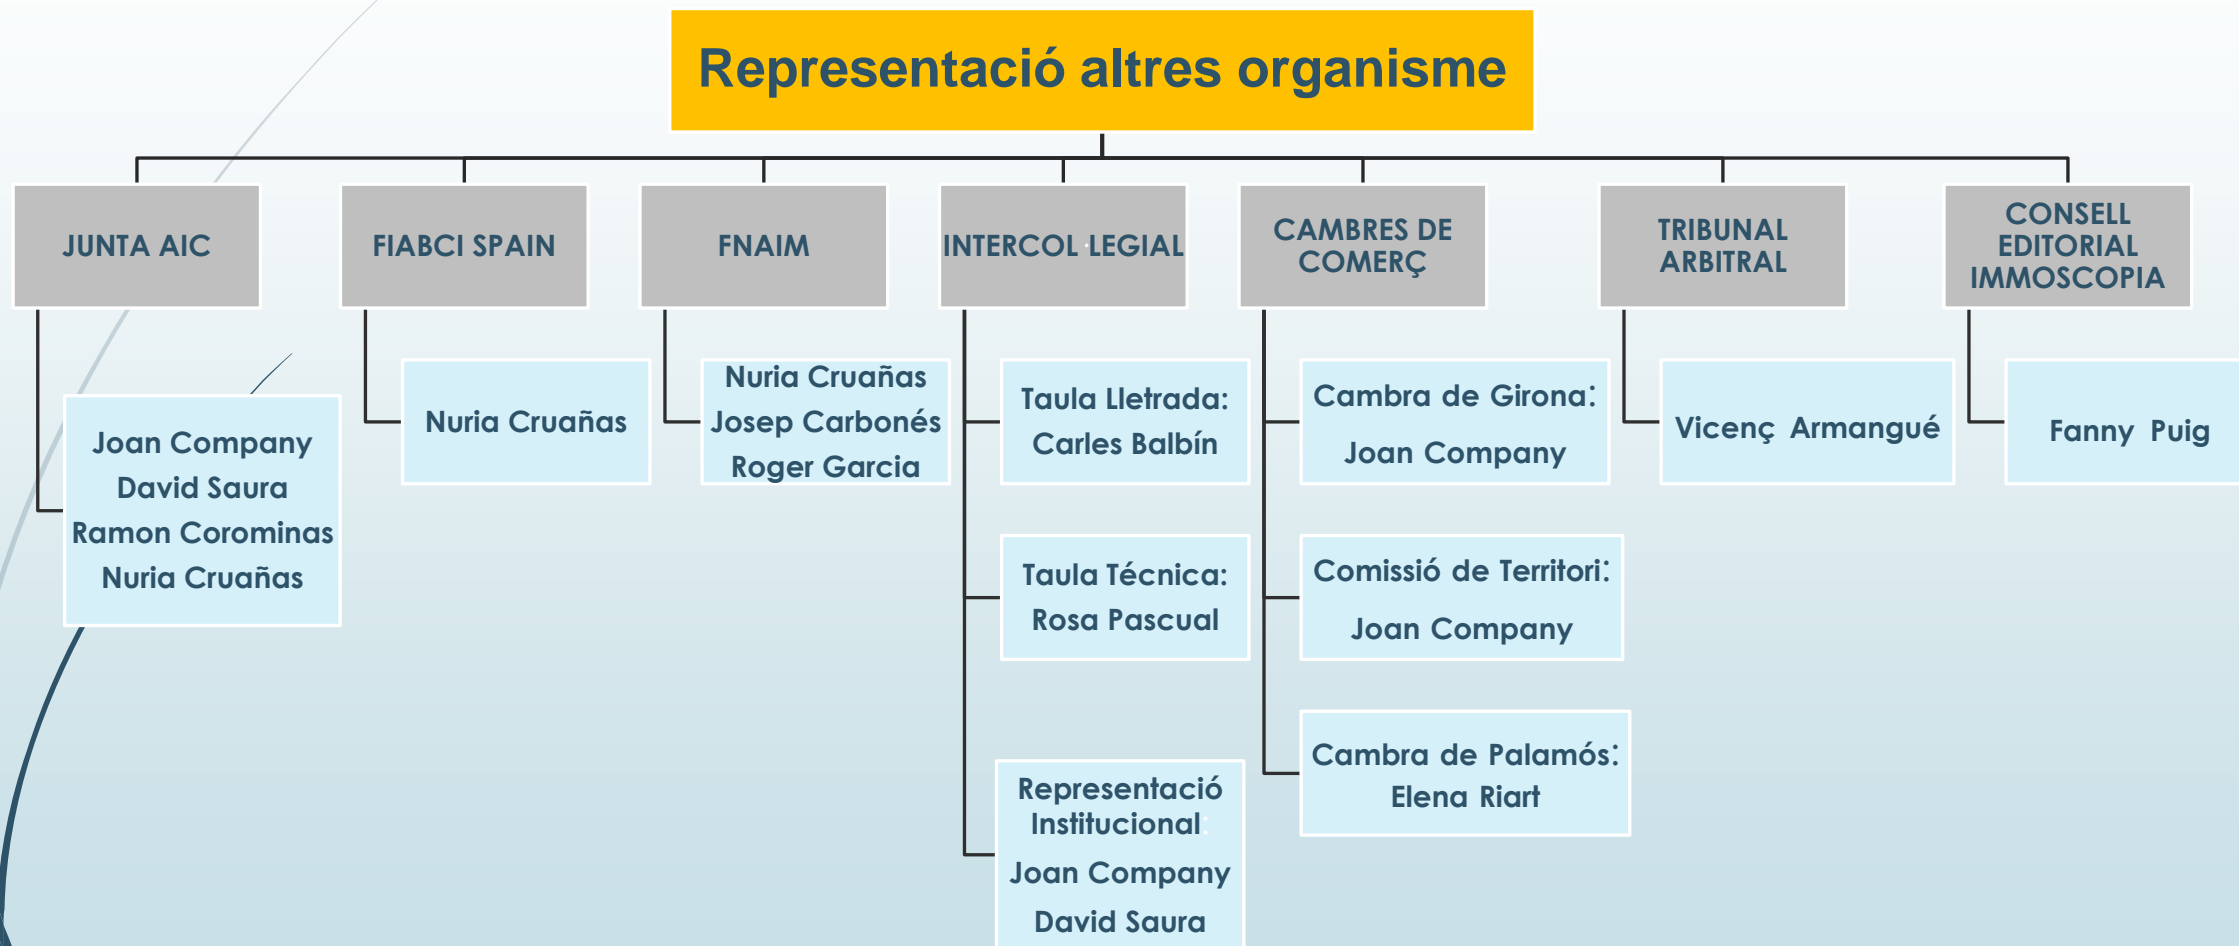 Representació altres organisme
JUNTA AIC
Joan Company
David Saura
Ramon Corominas
Nuria Cruañas
FIABCI SPAIN
Nuria Cruañas
FNAIM
Nuria Cruañas
Josep Carbonés
Roger Garcia
INTERCOL·LEGIAL
Taula Lletrada:
Carles Balbín
Taula Técnica:
Rosa Pascual
Representació
Institucional:
Joan Company
David Saura
CAMBRES DE
COMERÇ
Cambra de Girona:
Joan Company
Comissió de Territori:
Joan Company
Cambra de Palamós:
Elena Riart
TRIBUNAL
ARBITRAL
Vicenç Armangué
CONSELL
EDITORIAL
IMMOSCOPIA
Fanny Puig